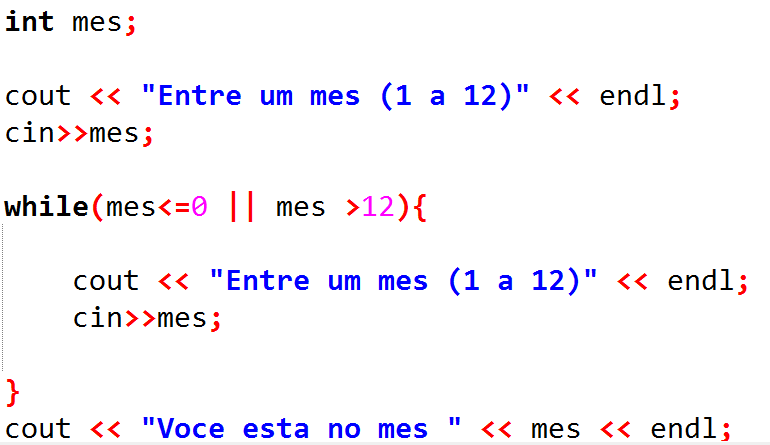 int mes;
cout << "Entre um mes (1 a 12)" << endl;
cin>>mes;
while(mes<=0 || mes >12){
cout << "Entre um mes (1 a 12)" << endl;
cin>>mes;
}
cout << "Voce esta no mes " << mes << endl;